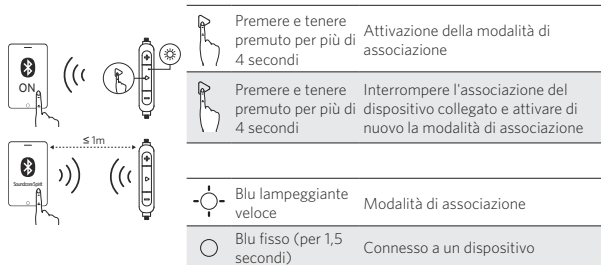 Premere e tenere
premuto per più di
4 secondi
Attivazione della modalità di
associazione
ON
Premere e tenere
premuto per più di
4 secondi
Interrompere l'associazione del
dispositivo collegato e attivare di
nuovo la modalità di associazione
≤ 1m
Soundcore Spirit
Blu lampeggiante
veloce
Modalità di associazione
Blu fisso (per 1,5
secondi)
Connesso a un dispositivo